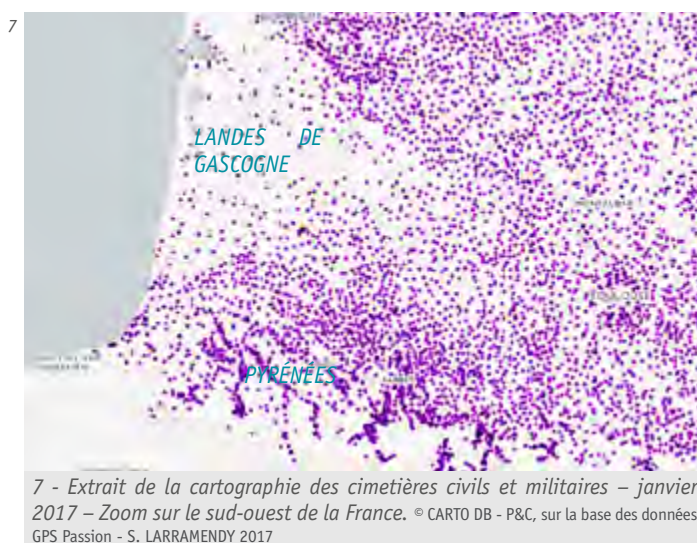 7
LANDES DE
GASCOGNE
PYRÉNÉES
7 - Extrait de la cartographie des cimetières civils et militaires – janvier
2017 – Zoom sur le sud-ouest de la France. © CARTO DB - P&C, sur la base des données
GPS Passion - S. LARRAMENDY 2017